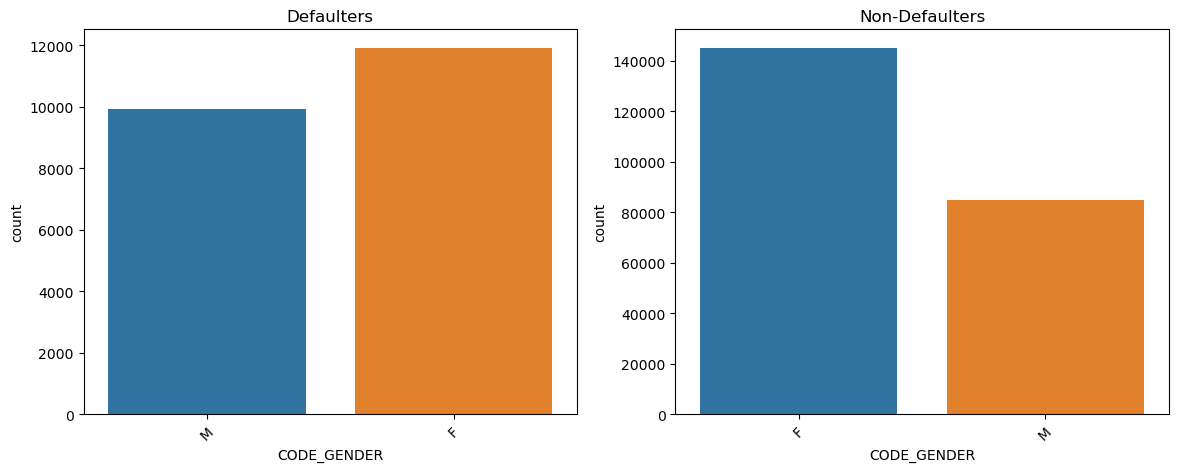 Defaulters
12000
10000
8000
6000
4000
2000
0
count
M
F
CODE_GENDER
Non-Defaulters
140000
120000
100000
80000
60000
40000
20000
0
count
F
M
CODE_GENDER